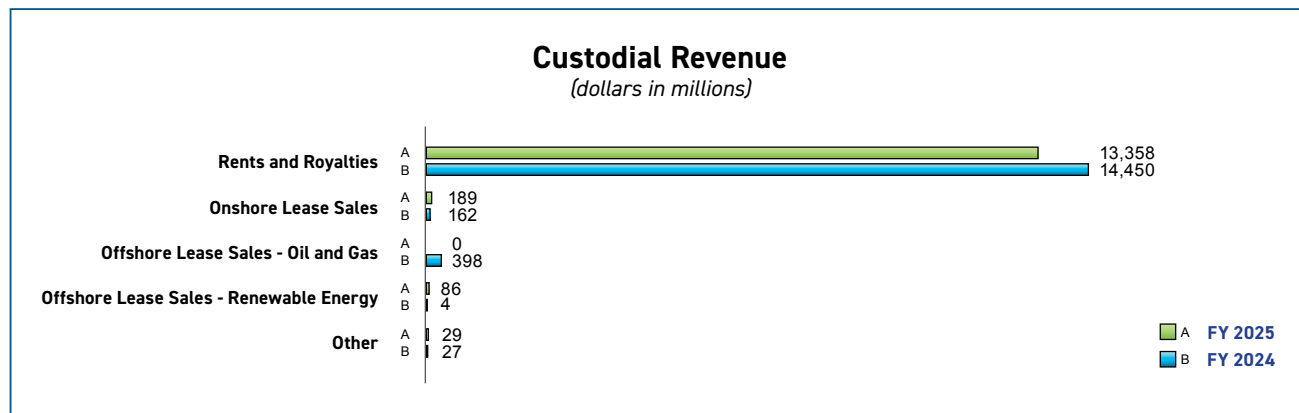 Custodial Revenue
(dollars in millions)
Rents and Royalties
A 13,358
B 14,450
Onshore Lease Sales
A 189
B 162
Offshore Lease Sales - Oil and Gas
A 0
B 398
Offshore Lease Sales - Renewable Energy
A 86
B 4
Other
A 29
B 27
A FY 2025
B FY 2024